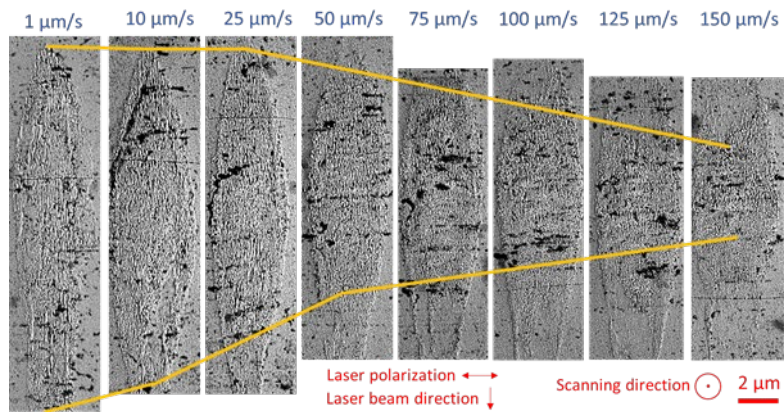 1 μm/s 10 μm/s 25 μm/s 50 μm/s 75 μm/s 100 μm/s 125 μm/s 150 μm/s
Laser polarization
Laser beam direction
Scanning direction
2 μm